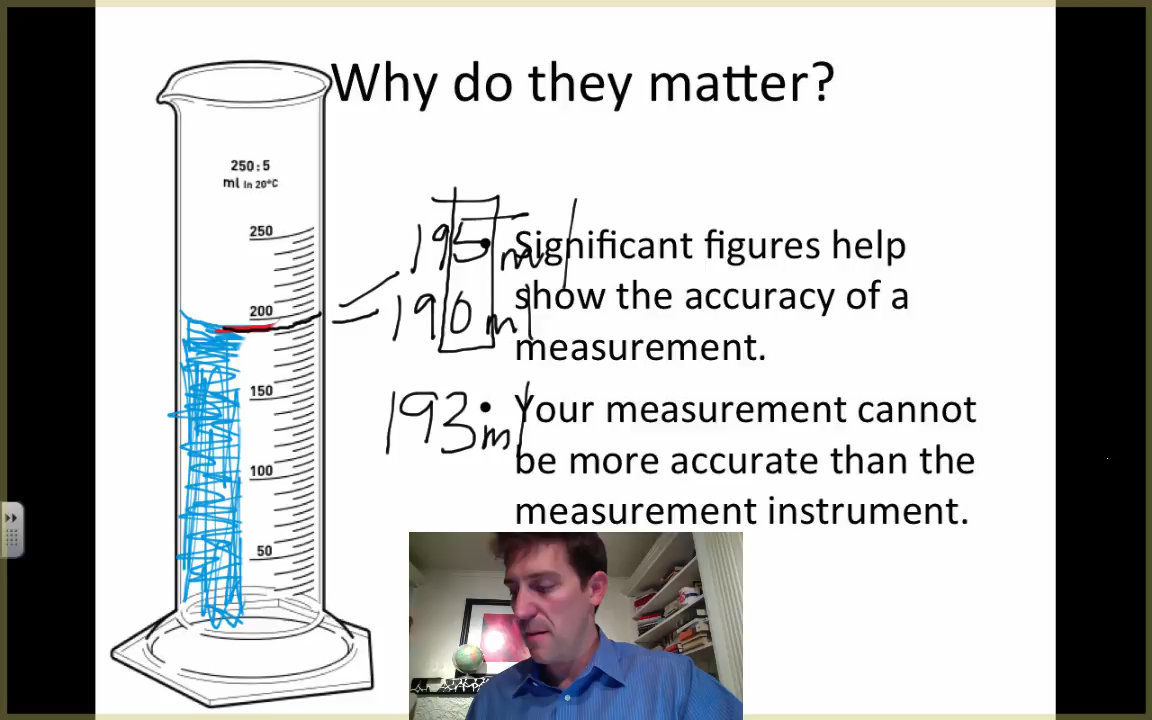 Why do they matter?
250:5
ml In 20°C
250
200
150
100
50
195 ml
190 ml
193 ml
• Significant figures help
show the accuracy of a
measurement.
• Your measurement cannot
be more accurate than the
measurement instrument.